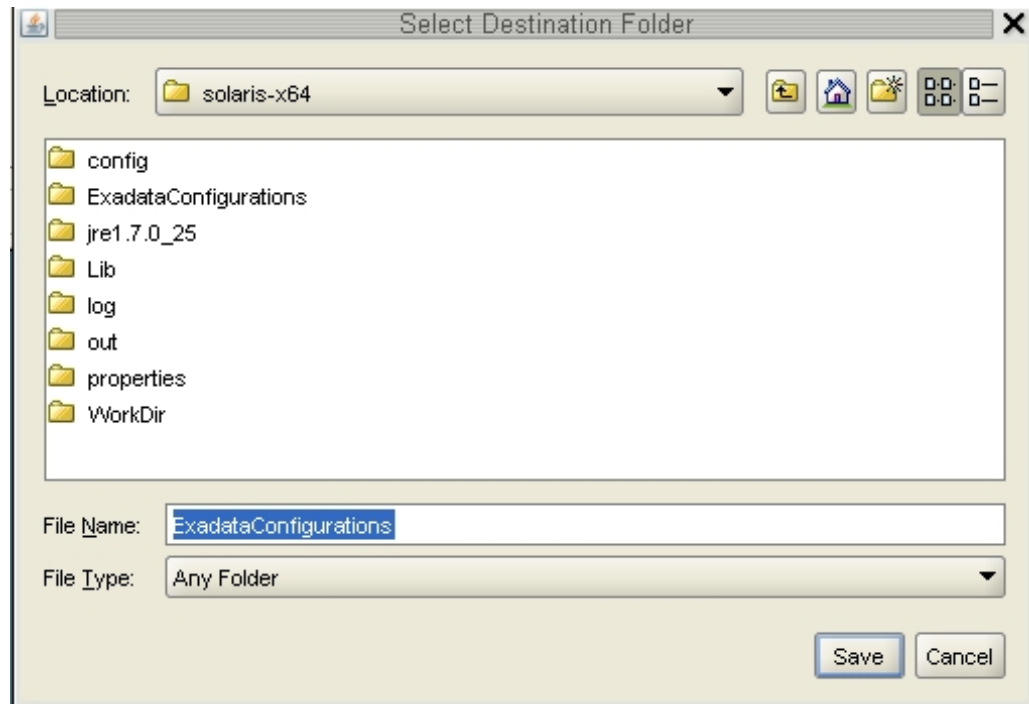 Select Destination Folder
Location: solaris-x64
config
ExadataConfigurations
jre1.7.0_25
Lib
log
out
properties
WorkDir
File Name: ExadataConfigurations
File Type: Any Folder
Save Cancel